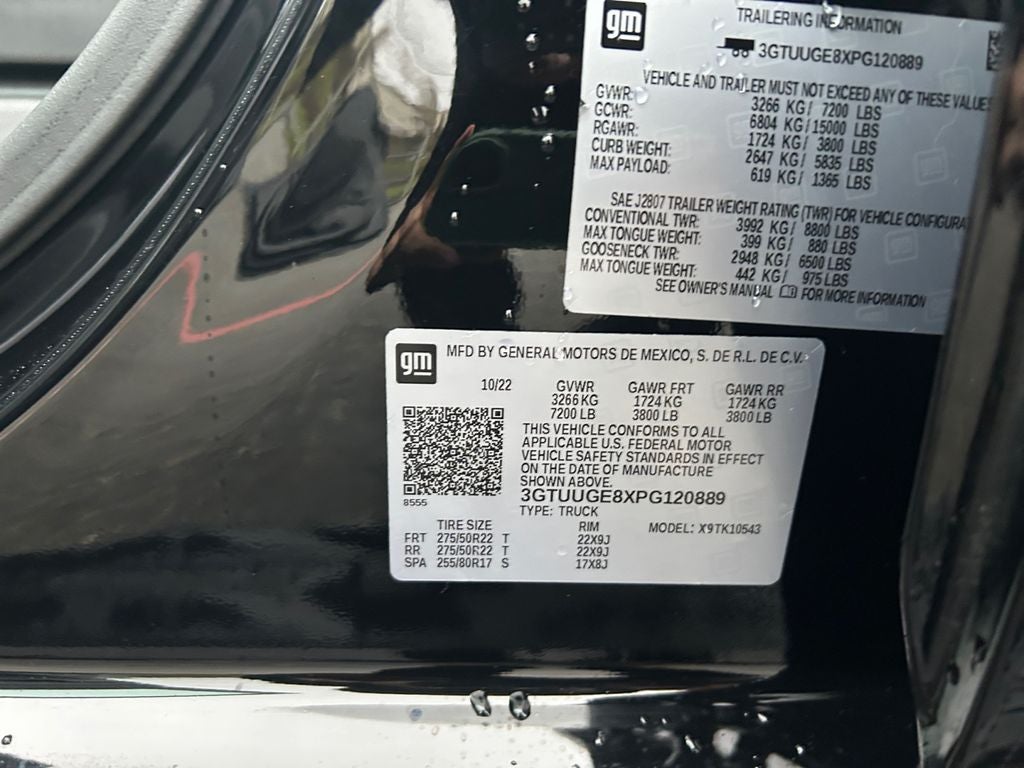 gm
TRAILERING INFORMATION
88 3GTUUGE8XPG120889
VEHICLE AND TRAILER MUST NOT EXCEED ANY OF THESE VALUES
GVWR: 3266 KG/ 7200 LBS
GCWR: 6804 KG/15000 LBS
RGAWR: 1724 KG/ 3800 LBS
CURB WEIGHT: 2647 KG/ 5835 LBS
MAX PAYLOAD: 619 KG/ 1365 LBS
SAE J2807 TRAILER WEIGHT RATING (TWR) FOR VEHICLE CONFIGURA
CONVENTIONAL TWR: 3992 KG/ 8800 LBS
MAX TONGUE WEIGHT: 399 KG/ 880 LBS
GOOSENECK TWR: 2948 KG/ 6500 LBS
MAX TONGUE WEIGHT: 442 KG/ 975 LBS
SEE OWNER'S MANUAL FOR MORE INFORMATION
gm
MFD BY GENERAL MOTORS DE MEXICO, S. DE R.L. DE C.V.
10/22 GVWR GAWR FRT GAWR RR
3266 KG 1724 KG 1724 KG
7200 LB 3800 LB 3800 LB
THIS VEHICLE CONFORMS TO ALL
APPLICABLE U.S. FEDERAL MOTOR
VEHICLE SAFETY STANDARDS IN EFFECT
ON THE DATE OF MANUFACTURE
SHOWN ABOVE.
8555
3GTUUGE8XPG120889
TYPE: TRUCK
TIRE SIZE RIM MODEL: X9TK10543
FRT 275/50R22 T 22X9J
RR 275/50R22 T 22X9J
SPA 255/80R17 S 17X8J